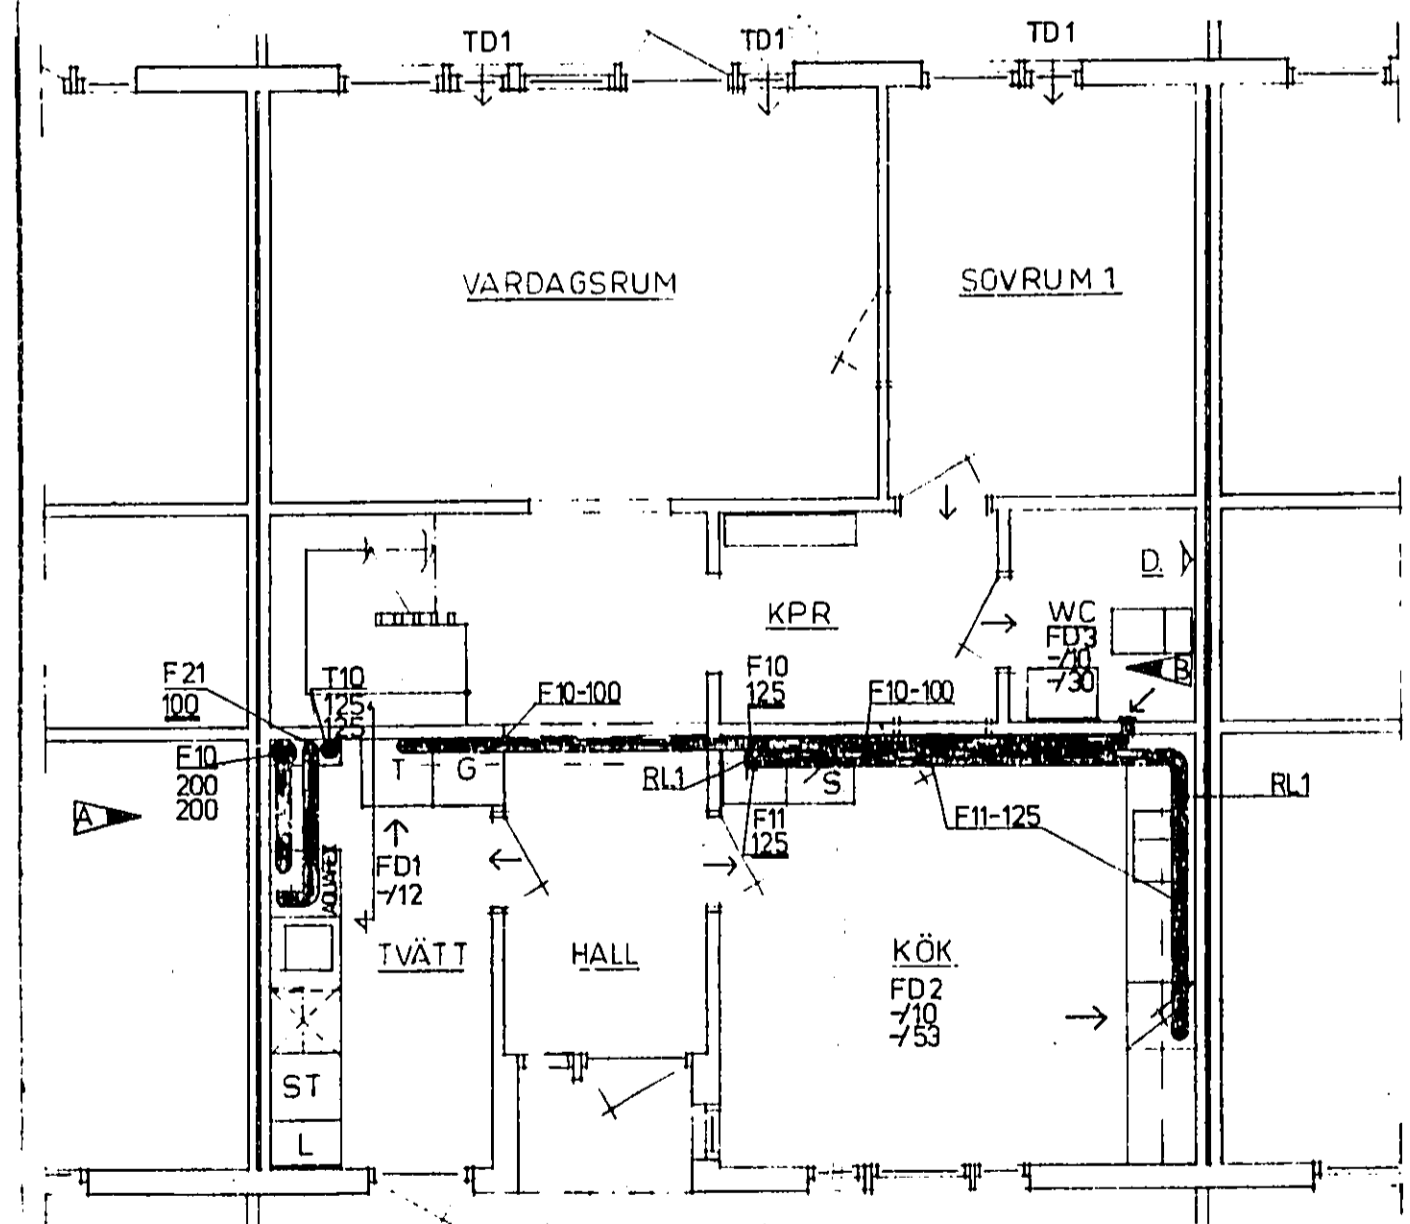 TD1
TD1
TD1
VARDAGSRUM
SOVRUM 1
D.
KPR
WC
FD3
-/10
-/30
B
F21
100
T10
125
125
F10-100
F10
125
F10-100
F10
200
200
T
G
RL1
S
RL1
A
F11
125
F11-125
FD1
-/12
AQUAREX
TVÄTT
HALL
KÖK
FD2
-/10
-/53
ST
L